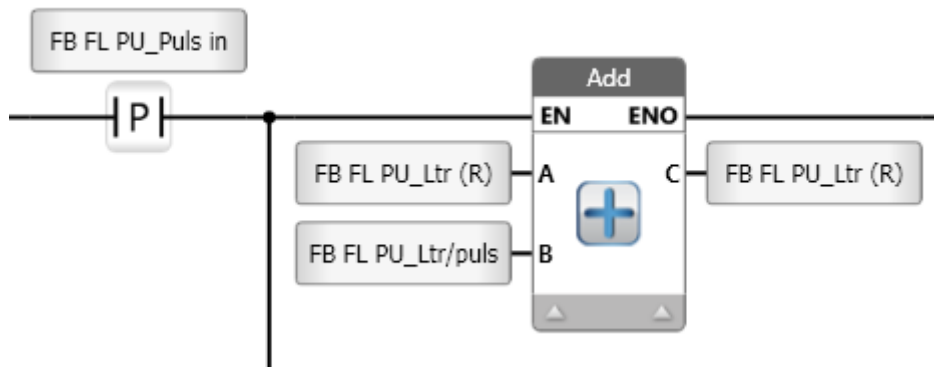 FB FL PU_Puls in
Add
P
EN ENO
FB FL PU_Ltr (R) A C FB FL PU_Ltr (R)
FB FL PU_Ltr/puls B